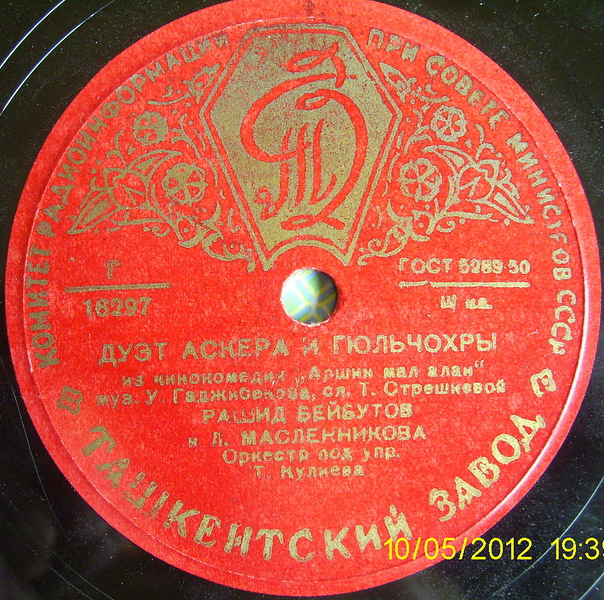 КОМИТЕТ РАДИОИНФОРМАЦИИ ПРИ СОВЕТЕ МИНИСТРОВ СССР
Г
16297
ГОСТ 5289-50
Ш кл.
ДУЭТ АСКЕРА И ГЮЛЬЧОХРЫ
из кинокомедии „Аршин мал алан"
муз. У. Гаджибекова, сл. Т. Стрешневой
РАШИД БЕЙБУТОВ
и Л. МАСЛЕННИКОВА
Оркестр под упр.
Т. Кулиева
ТАШКЕНТСКИЙ ЗАВОД
10/05/2012 19:39